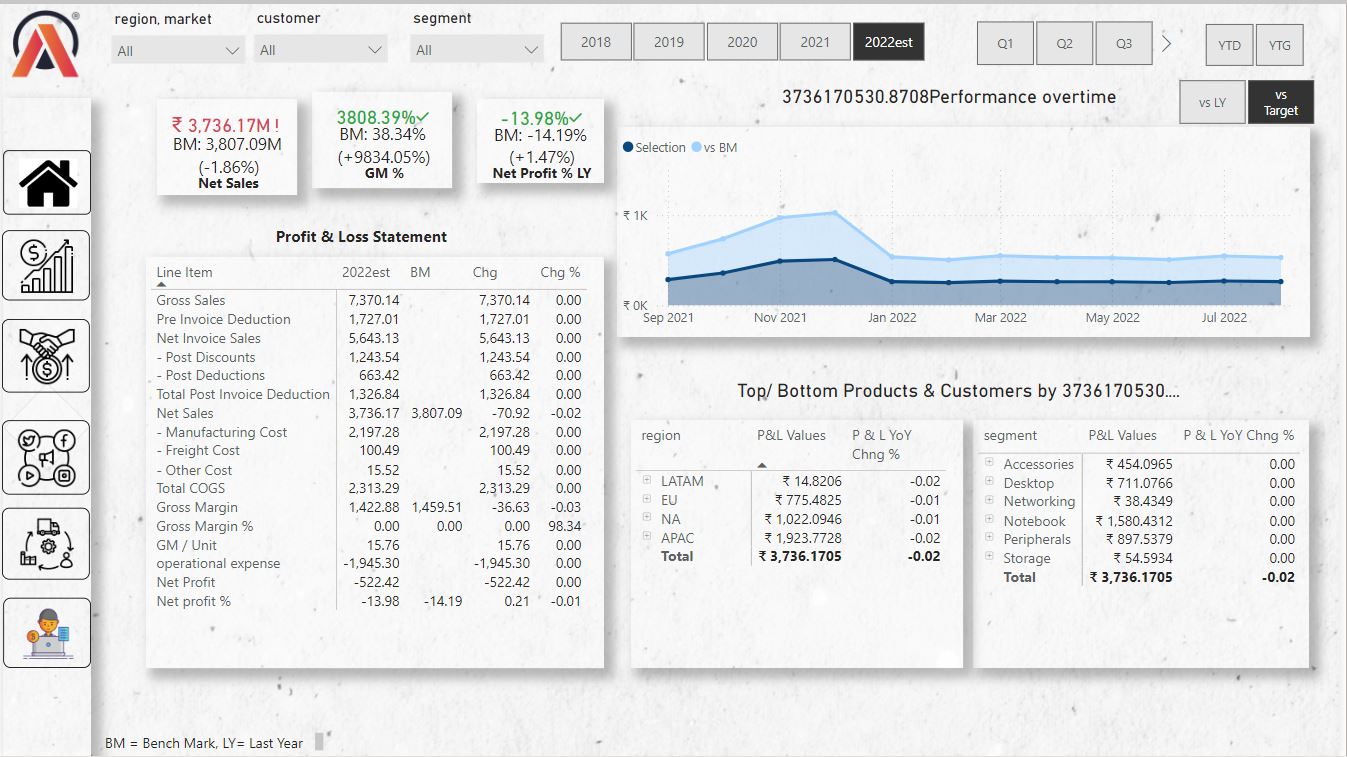 region, market
customer
segment
All
All
All
2018
2019
2020
2021
2022est
Q1
Q2
Q3
YTD
YTG
vs LY
vs
Target
₹ 3,736.17M !
BM: 3,807.09M
(-1.86%)
Net Sales
3808.39%✓
BM: 38.34%
(+9834.05%)
GM %
-13.98%✓
BM: -14.19%
(+1.47%)
Net Profit % LY
3736170530.8708Performance overtime
Selection vs BM
₹ 1K
₹ 0K
Sep 2021 Nov 2021 Jan 2022 Mar 2022 May 2022 Jul 2022
Profit & Loss Statement
Line Item 2022est BM Chg Chg %
Gross Sales 7,370.14 7,370.14 0.00
Pre Invoice Deduction 1,727.01 1,727.01 0.00
Net Invoice Sales 5,643.13 5,643.13 0.00
- Post Discounts 1,243.54 1,243.54 0.00
- Post Deductions 663.42 663.42 0.00
Total Post Invoice Deduction 1,326.84 1,326.84 0.00
Net Sales 3,736.17 3,807.09 -70.92 -0.02
- Manufacturing Cost 2,197.28 2,197.28 0.00
- Freight Cost 100.49 100.49 0.00
- Other Cost 15.52 15.52 0.00
Total COGS 2,313.29 2,313.29 0.00
Gross Margin 1,422.88 1,459.51 -36.63 -0.03
Gross Margin % 0.00 0.00 0.00 98.34
GM / Unit 15.76 15.76 0.00
operational expense -1,945.30 -1,945.30 0.00
Net Profit -522.42 -522.42 0.00
Net profit % -13.98 -14.19 0.21 -0.01
Top/ Bottom Products & Customers by 3736170530....
region P&L Values P & L YoY
Chng %
LATAM ₹ 14.8206 -0.02
EU ₹ 775.4825 -0.01
NA ₹ 1,022.0946 -0.01
APAC ₹ 1,923.7728 -0.02
Total ₹ 3,736.1705 -0.02
segment P&L Values P & L YoY Chng %
Accessories ₹ 454.0965 0.00
Desktop ₹ 711.0766 0.00
Networking ₹ 38.4349 0.00
Notebook ₹ 1,580.4312 0.00
Peripherals ₹ 897.5379 0.00
Storage ₹ 54.5934 0.00
Total ₹ 3,736.1705 -0.02
BM = Bench Mark, LY= Last Year